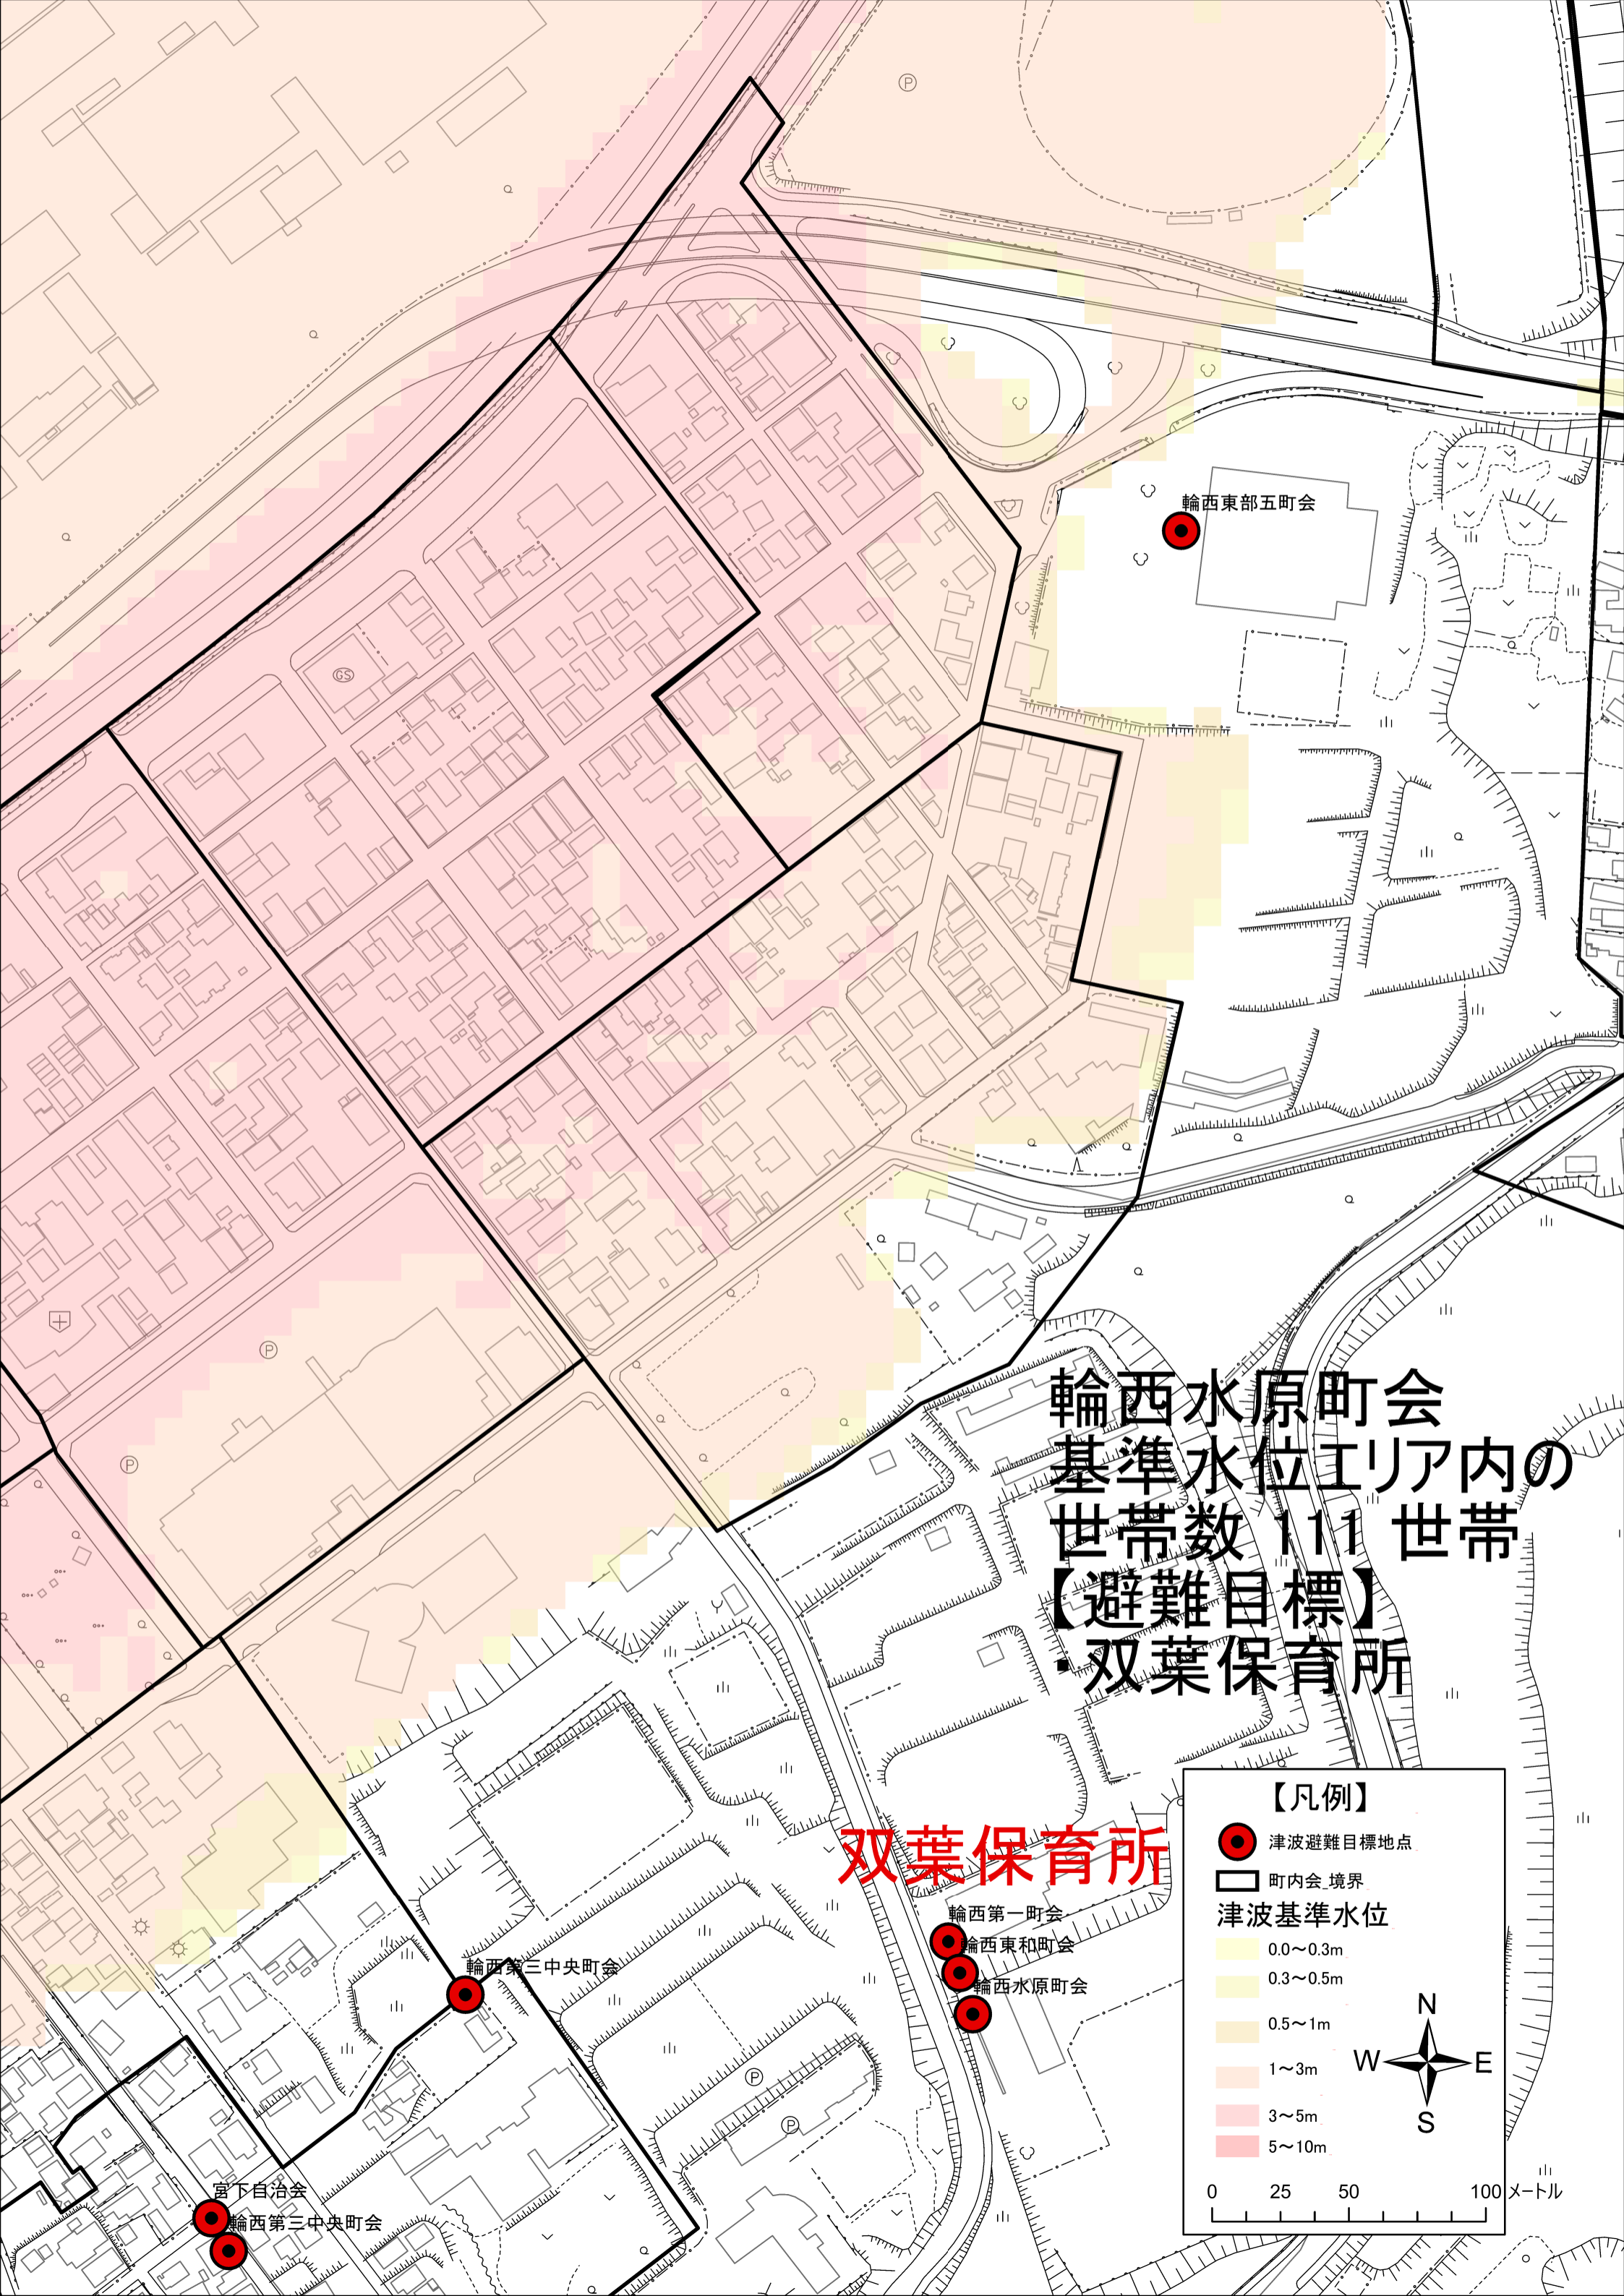 Ⓟ
輪西東部五町会
GS
Ⓟ
Ⓟ
輪西水原町会
基準水位エリア内の
世帯数 111 世帯
【避難目標】
・双葉保育所
双葉保育所
輪西第一町会
輪西東和町会
輪西水原町会
輪西第三中央町会
Ⓟ
Ⓟ
宮下自治会
輪西第三中央町会
【凡例】
津波避難目標地点
町内会_境界
津波基準水位
0.0～0.3m
0.3～0.5m
0.5～1m
1～3m
3～5m
5～10m
N
W E
S
0 25 50 100 メートル